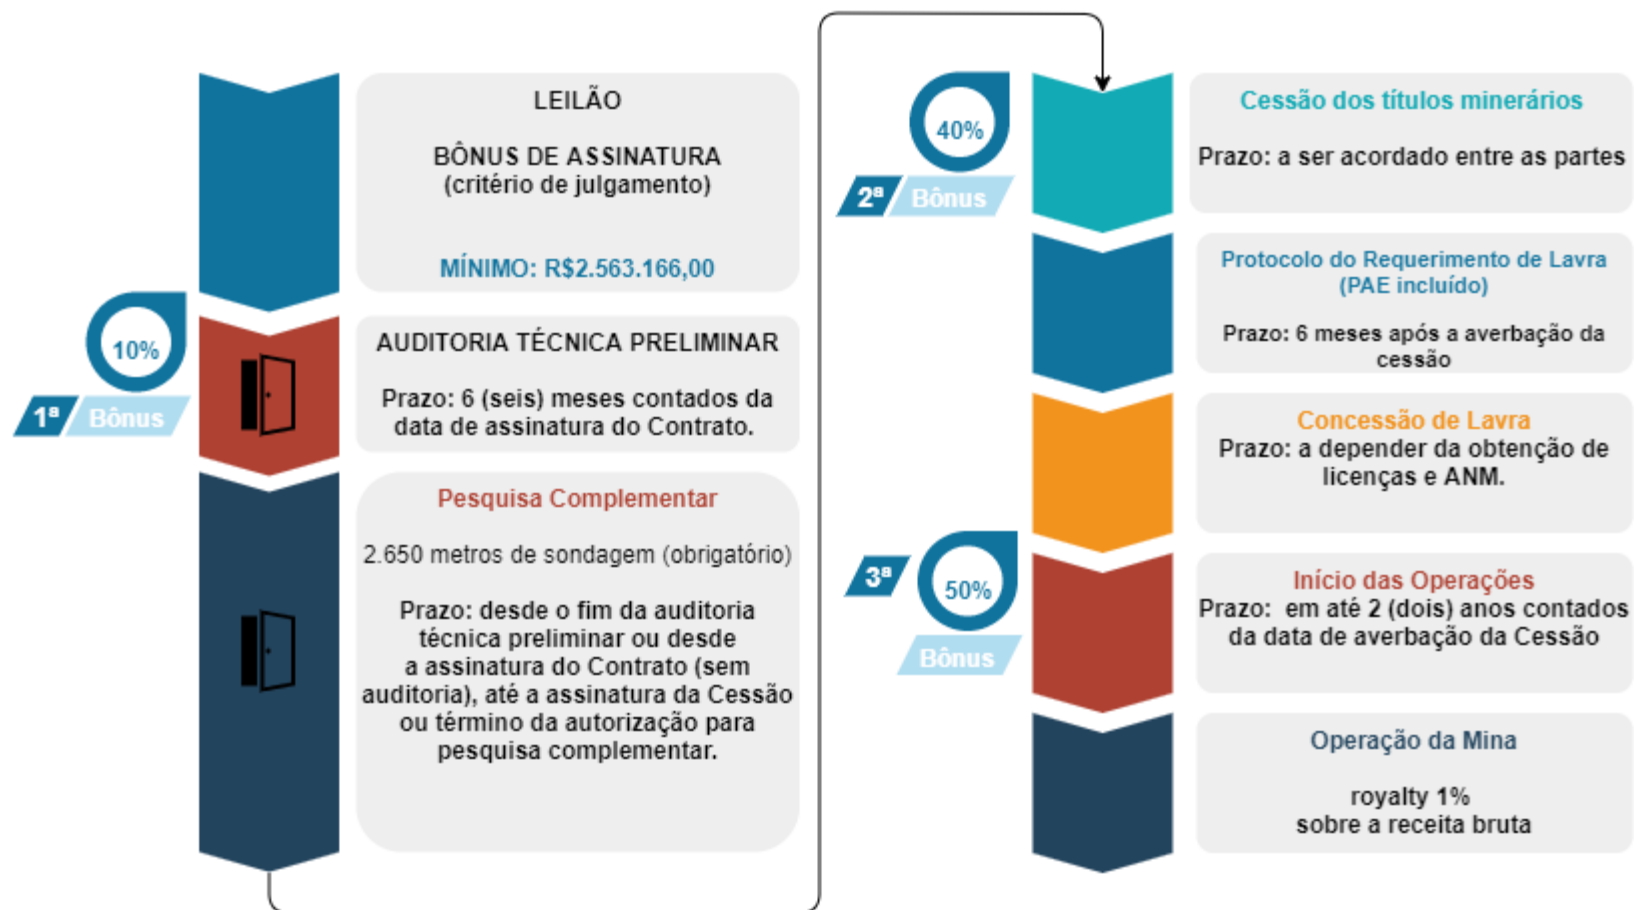 LEILÃO
BÔNUS DE ASSINATURA
(critério de julgamento)
MÍNIMO: R$2.563.166,00
10%
1ª Bônus
AUDITORIA TÉCNICA PRELIMINAR
Prazo: 6 (seis) meses contados da
data de assinatura do Contrato.
Pesquisa Complementar
2.650 metros de sondagem (obrigatório)
Prazo: desde o fim da auditoria
técnica preliminar ou desde
a assinatura do Contrato (sem
auditoria), até a assinatura da Cessão
ou término da autorização para
pesquisa complementar.
40%
2ª Bônus
Cessão dos títulos minerários
Prazo: a ser acordado entre as partes
Protocolo do Requerimento de Lavra
(PAE incluído)
Prazo: 6 meses após a averbação da
cessão
Concessão de Lavra
Prazo: a depender da obtenção de
licenças e ANM.
3ª
50%
Bônus
Início das Operações
Prazo: em até 2 (dois) anos contados
da data de averbação da Cessão
Operação da Mina
royalty 1%
sobre a receita bruta